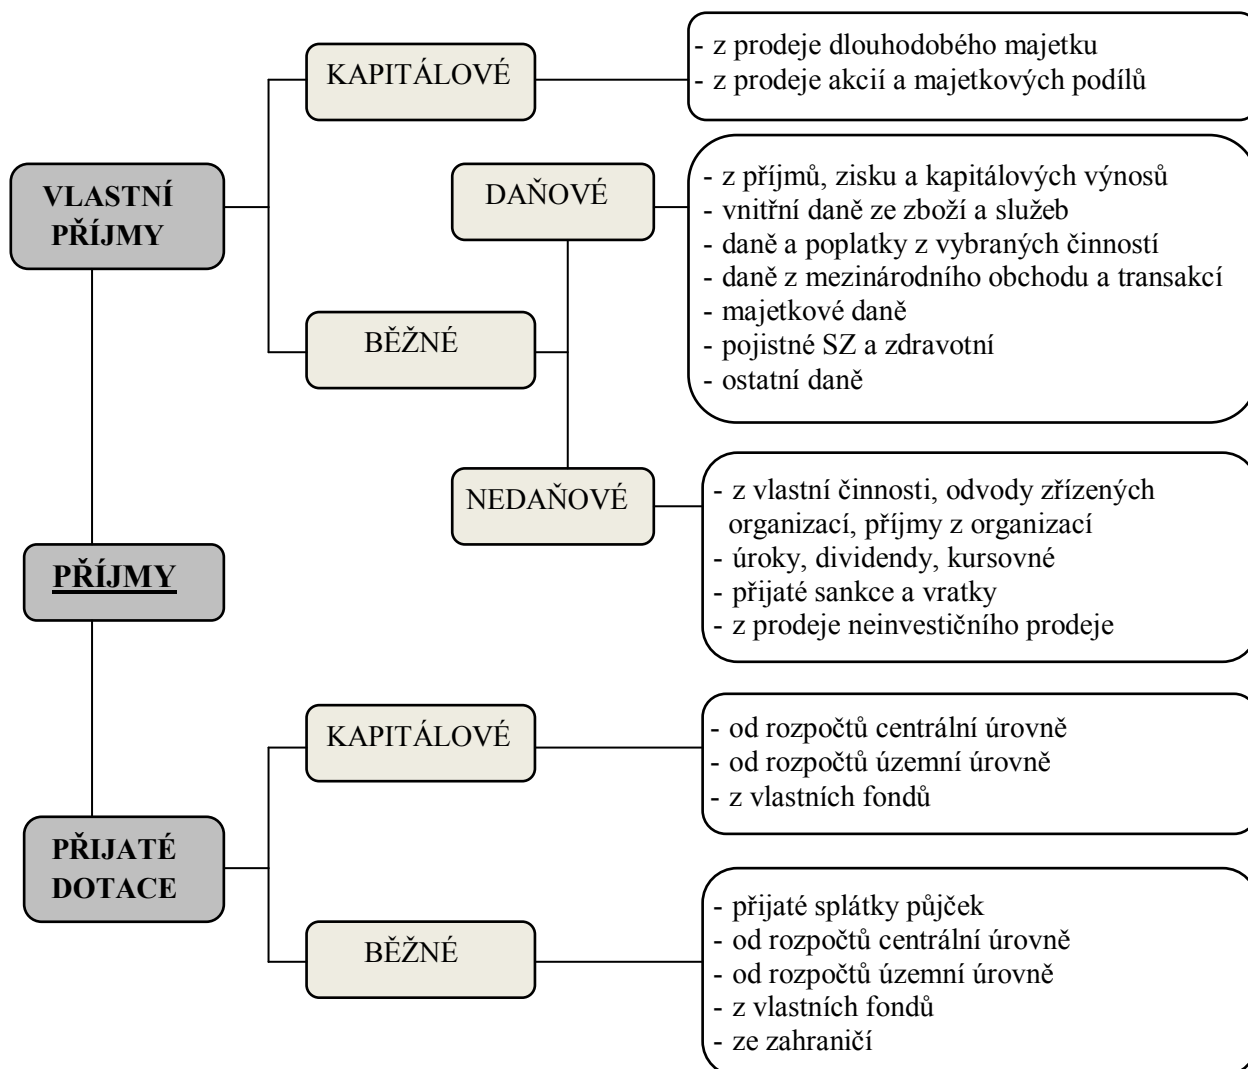 KAPITÁLOVÉ
- z prodeje dlouhodobého majetku
- z prodeje akcií a majetkových podílů
VLASTNÍ
PŘÍJMY
DAŇOVÉ
- z příjmů, zisku a kapitálových výnosů
- vnitřní daně ze zboží a služeb
- daně a poplatky z vybraných činností
- daně z mezinárodního obchodu a transakcí
- majetkové daně
- pojistné SZ a zdravotní
- ostatní daně
BĚŽNÉ
NEDAŇOVÉ
- z vlastní činnosti, odvody zřízených
organizací, příjmy z organizací
- úroky, dividendy, kursovné
- přijaté sankce a vratky
- z prodeje neinvestičního prodeje
PŘÍJMY
KAPITÁLOVÉ
- od rozpočtů centrální úrovně
- od rozpočtů územní úrovně
- z vlastních fondů
PŘIJATÉ
DOTACE
BĚŽNÉ
- přijaté splátky půjček
- od rozpočtů centrální úrovně
- od rozpočtů územní úrovně
- z vlastních fondů
- ze zahraničí